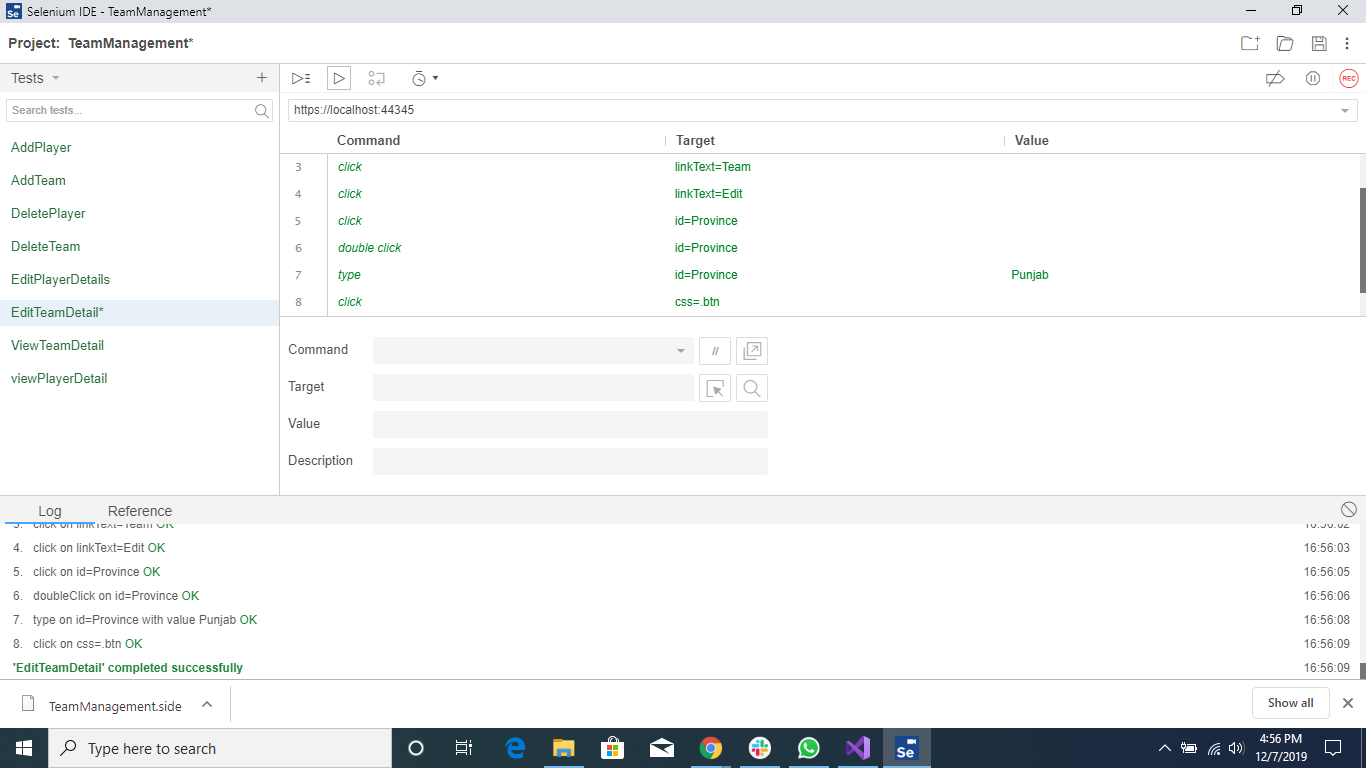 Selenium IDE - TeamManagement*
Project: TeamManagement*
Tests
Search tests...
AddPlayer
AddTeam
DeletePlayer
DeleteTeam
EditPlayerDetails
EditTeamDetail*
ViewTeamDetail
viewPlayerDetail
REC
https://localhost:44345
Command Target Value
3 click linkText=Team
4 click linkText=Edit
5 click id=Province
6 double click id=Province
7 type id=Province Punjab
8 click css=.btn
Command //
Target
Value
Description
Log Reference
3. click on linkText=Team OK 16:56:02
4. click on linkText=Edit OK 16:56:03
5. click on id=Province OK 16:56:05
6. doubleClick on id=Province OK 16:56:06
7. type on id=Province with value Punjab OK 16:56:08
8. click on css=.btn OK 16:56:09
'EditTeamDetail' completed successfully 16:56:09
TeamManagement.side Show all
Type here to search
Se
4:56 PM
12/7/2019